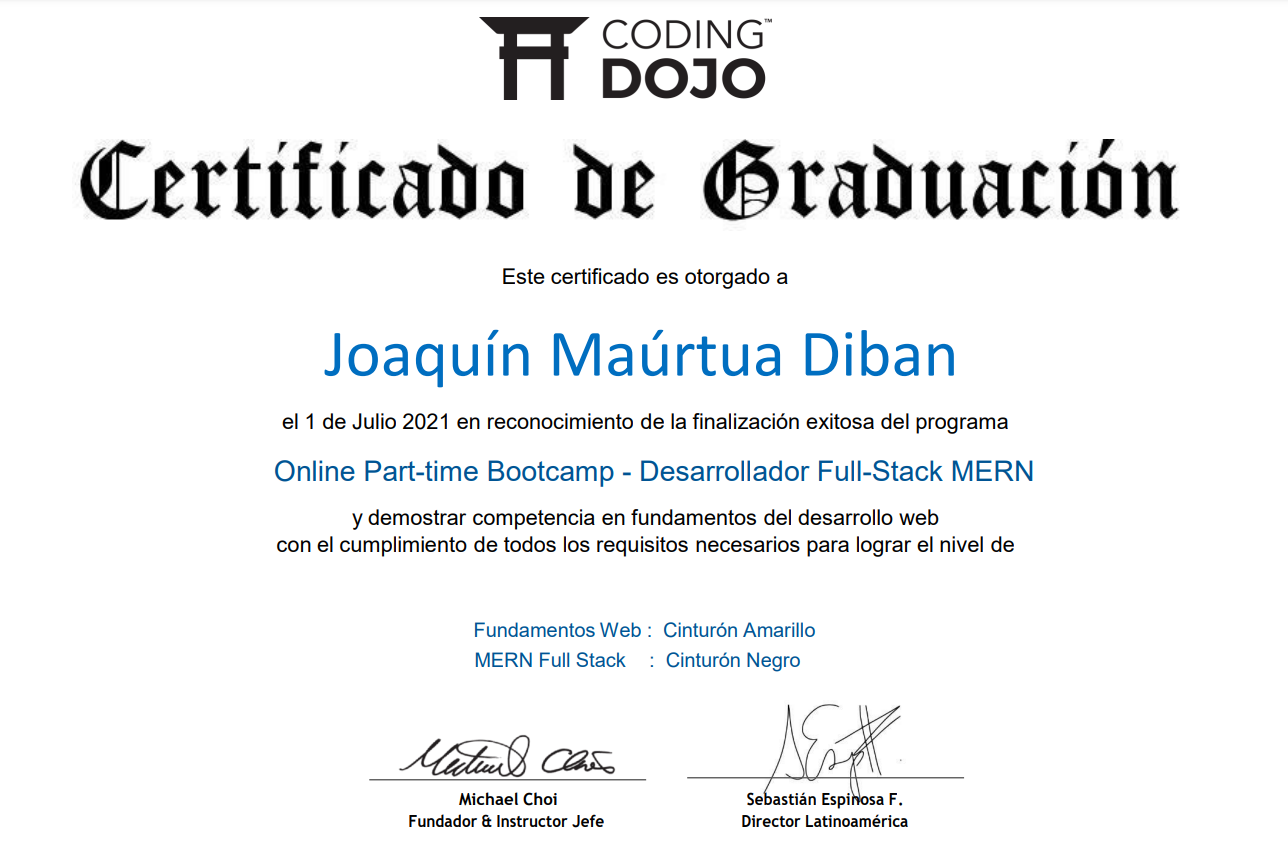 CODING™
DOJO
Certificado de Graduación
Este certificado es otorgado a
Joaquín Maúrtua Diban
el 1 de Julio 2021 en reconocimiento de la finalización exitosa del programa
Online Part-time Bootcamp - Desarrollador Full-Stack MERN
y demostrar competencia en fundamentos del desarrollo web
con el cumplimiento de todos los requisitos necesarios para lograr el nivel de
Fundamentos Web : Cinturón Amarillo
MERN Full Stack : Cinturón Negro
Michael Choi
Fundador & Instructor Jefe
Sebastián Espinosa F.
Director Latinoamérica